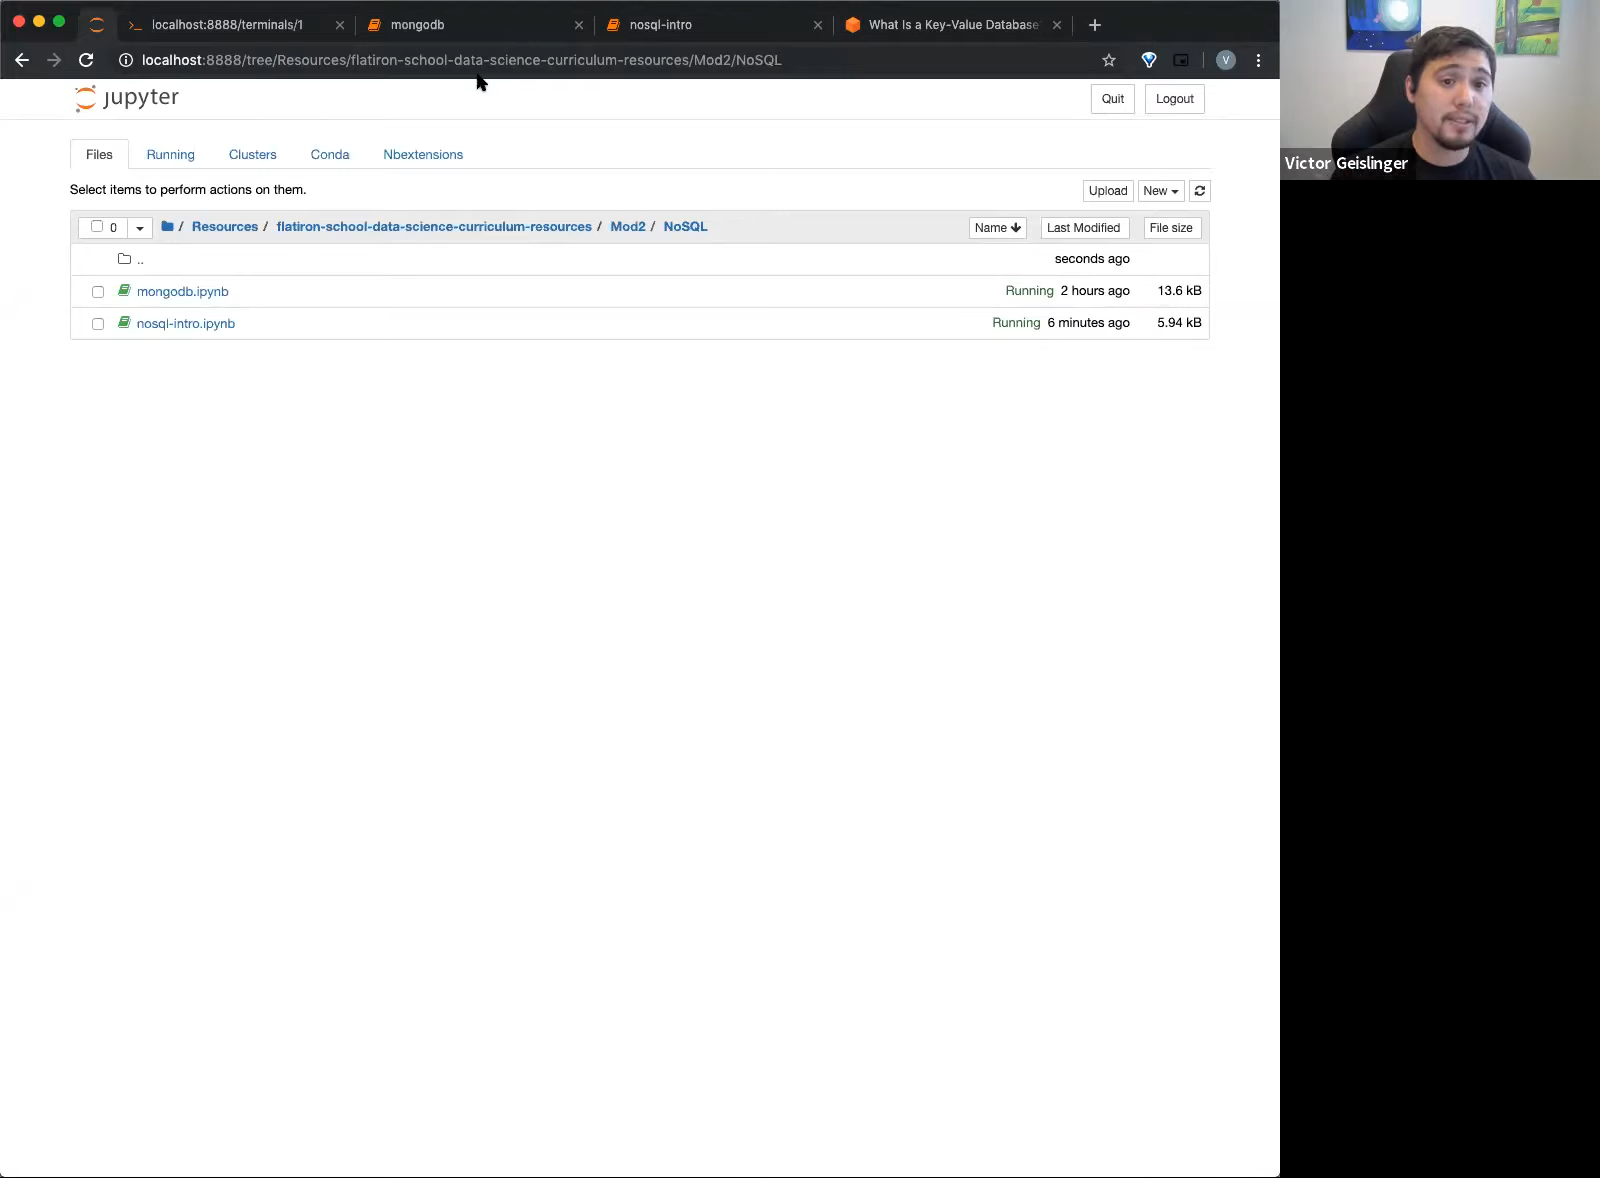 localhost:8888/terminals/1
mongodb
nosql-intro
What Is a Key-Value Database
localhost:8888/tree/Resources/flatiron-school-data-science-curriculum-resources/Mod2/NoSQL
V
jupyter
Quit
Logout
Files
Running
Clusters
Conda
Nbextensions
Select items to perform actions on them.
Upload
New
0
/ Resources / flatiron-school-data-science-curriculum-resources / Mod2 / NoSQL
Name
Last Modified
File size
..
seconds ago
mongodb.ipynb
Running 2 hours ago
13.6 kB
nosql-intro.ipynb
Running 6 minutes ago
5.94 kB
Victor Geislinger